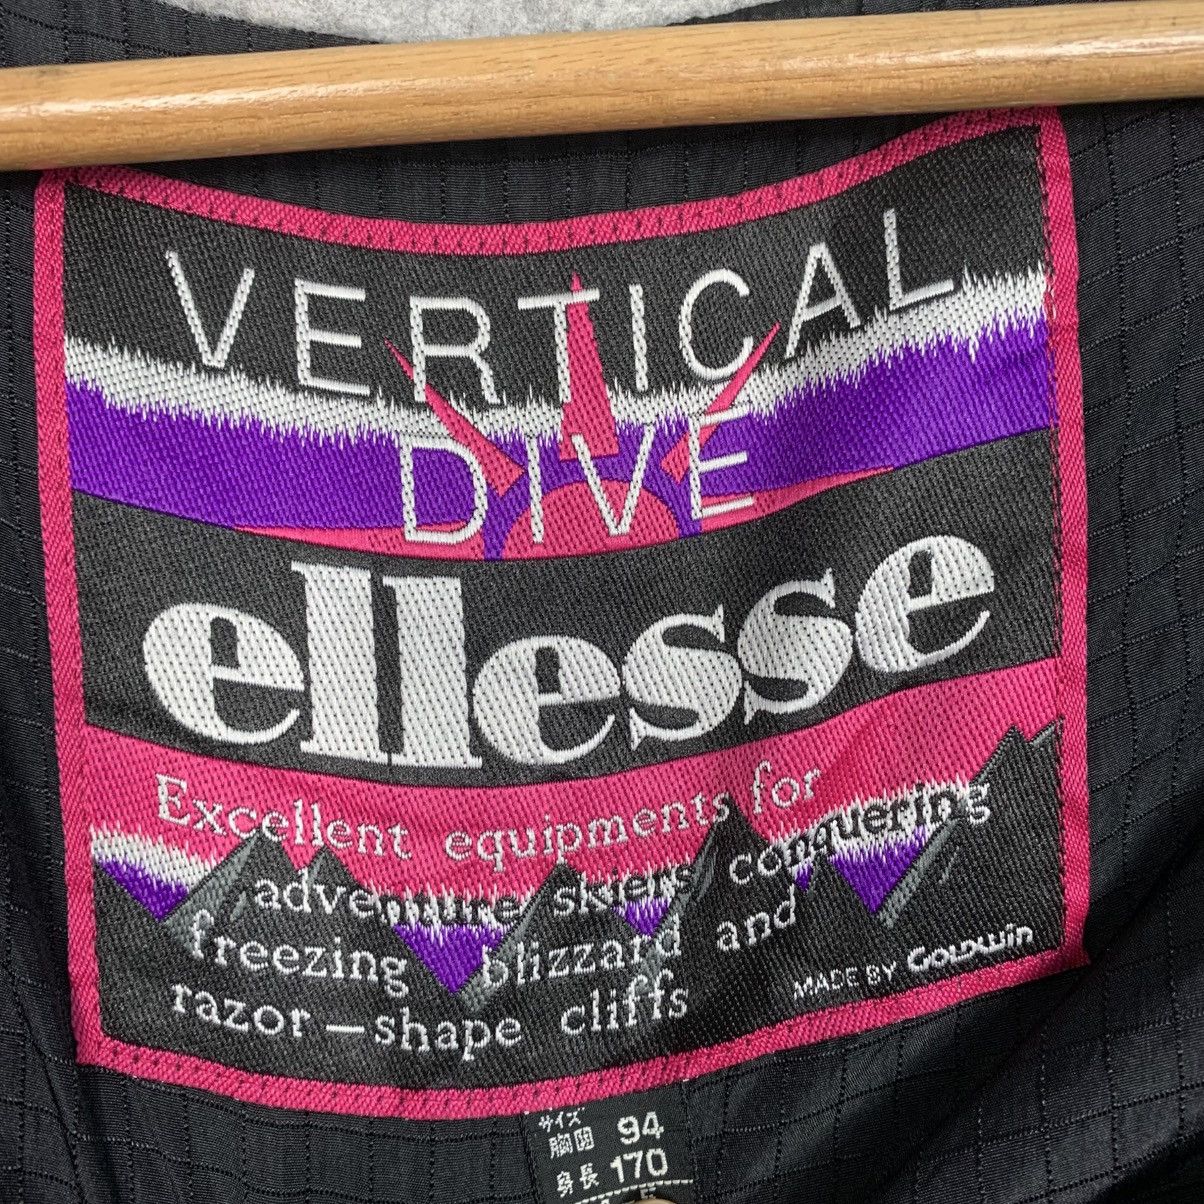 VERTICAL
DIVE
ellesse
Excellent equipments for
adventure skiers conquering
freezing blizzard and
razor-shape cliffs
MADE BY GOLDWIN
サイズ
胸囲 94
身長 170